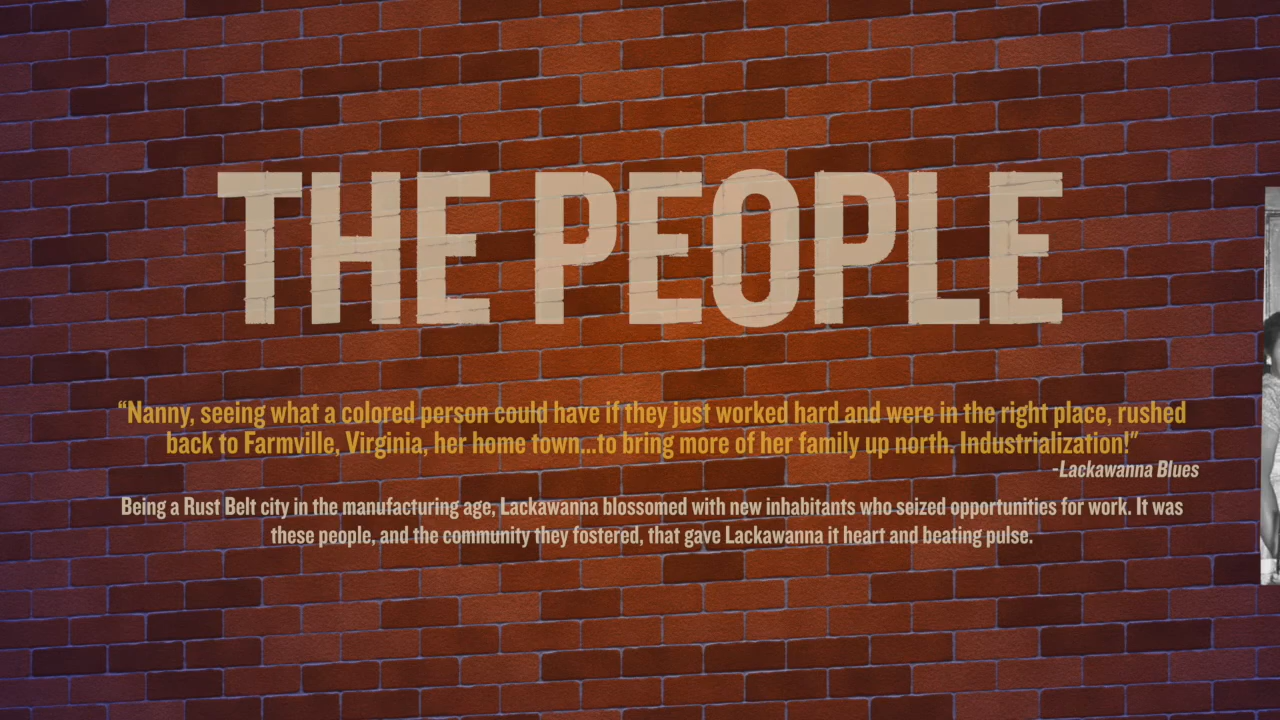 THE PEOPLE
“Nanny, seeing what a colored person could have if they just worked hard and were in the right place, rushed
back to Farmville, Virginia, her home town...to bring more of her family up north. Industrialization!”
-Lackawanna Blues
Being a Rust Belt city in the manufacturing age, Lackawanna blossomed with new inhabitants who seized opportunities for work. It was
these people, and the community they fostered, that gave Lackawanna it heart and beating pulse.